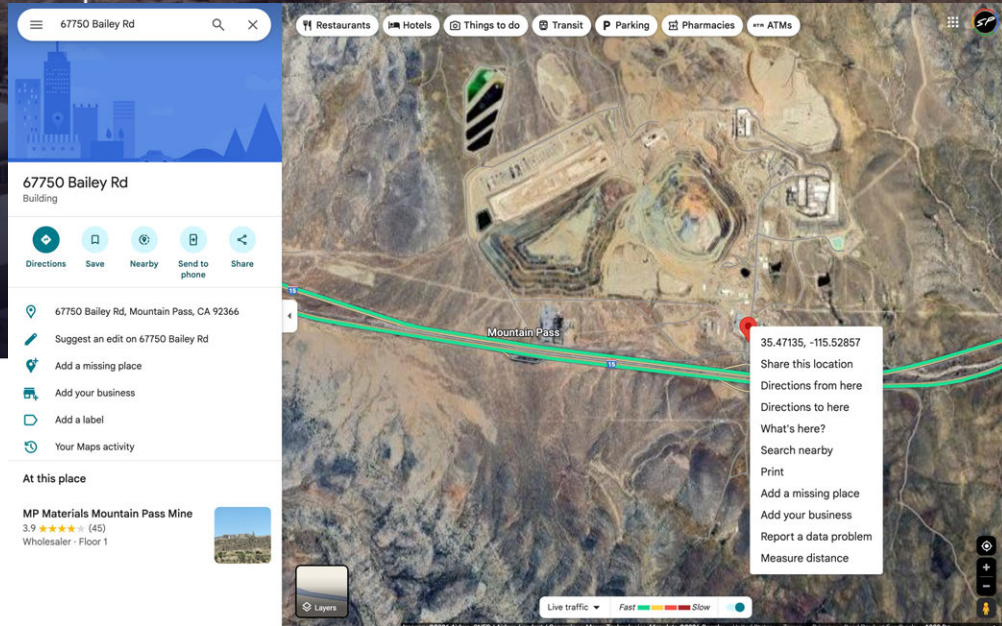 67750 Bailey Rd
Restaurants
Hotels
Things to do
Transit
Parking
Pharmacies
ATM ATMs
SP
67750 Bailey Rd
Building
Directions
Save
Nearby
Send to
phone
Share
67750 Bailey Rd, Mountain Pass, CA 92366
Suggest an edit on 67750 Bailey Rd
Add a missing place
Add your business
Add a label
Your Maps activity
At this place
MP Materials Mountain Pass Mine
3.9 (45)
Wholesaler · Floor 1
15
Mountain Pass
15
35.47135, -115.52857
Share this location
Directions from here
Directions to here
What's here?
Search nearby
Print
Add a missing place
Add your business
Report a data problem
Measure distance
Layers
Live traffic
Fast
Slow